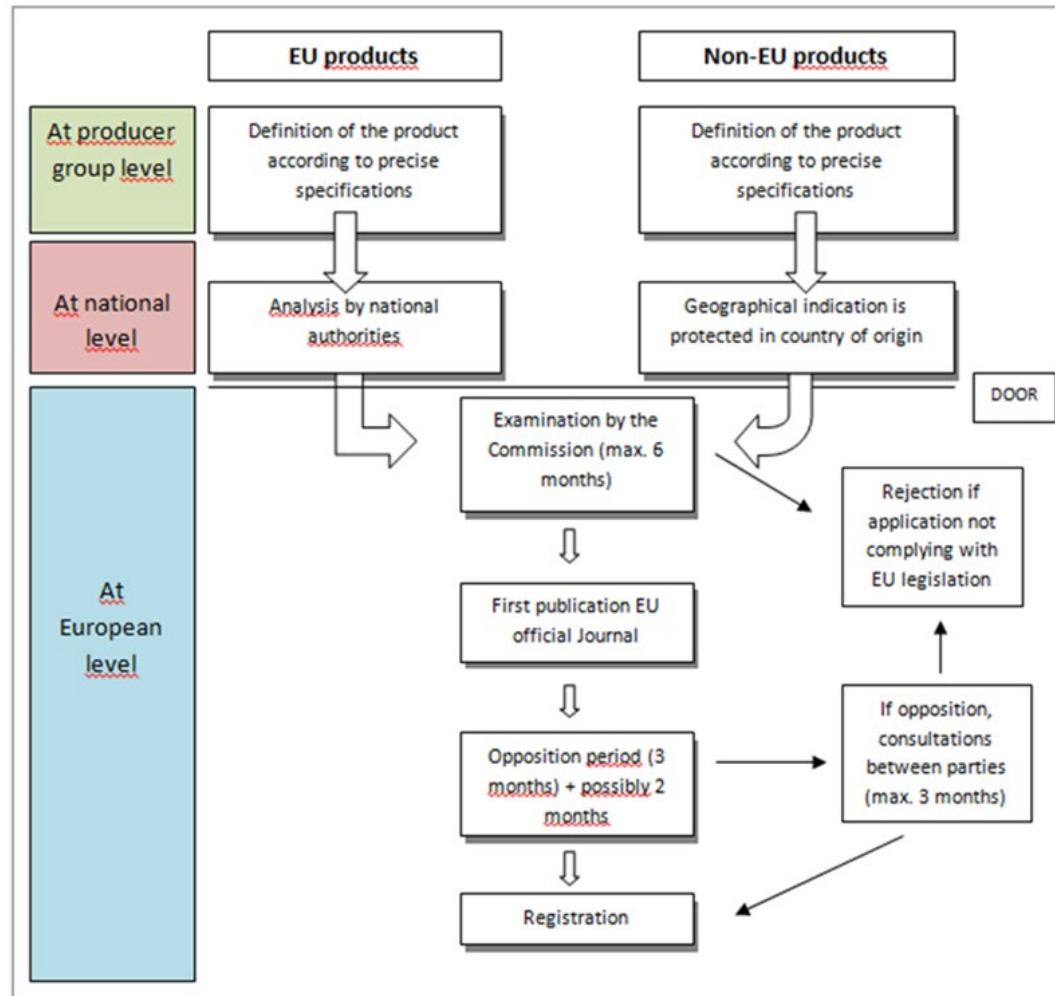 EU products
Non-EU products
At producer
group level
Definition of the product
according to precise
specifications
Definition of the product
according to precise
specifications
At national
level
Analysis by national
authorities
Geographical indication is
protected in country of origin
DOOR
At
European
level
Examination by the
Commission (max. 6
months)
Rejection if
application not
complying with
EU legislation
First publication EU
official Journal
Opposition period (3
months) + possibly 2
months
If opposition,
consultations
between parties
(max. 3 months)
Registration